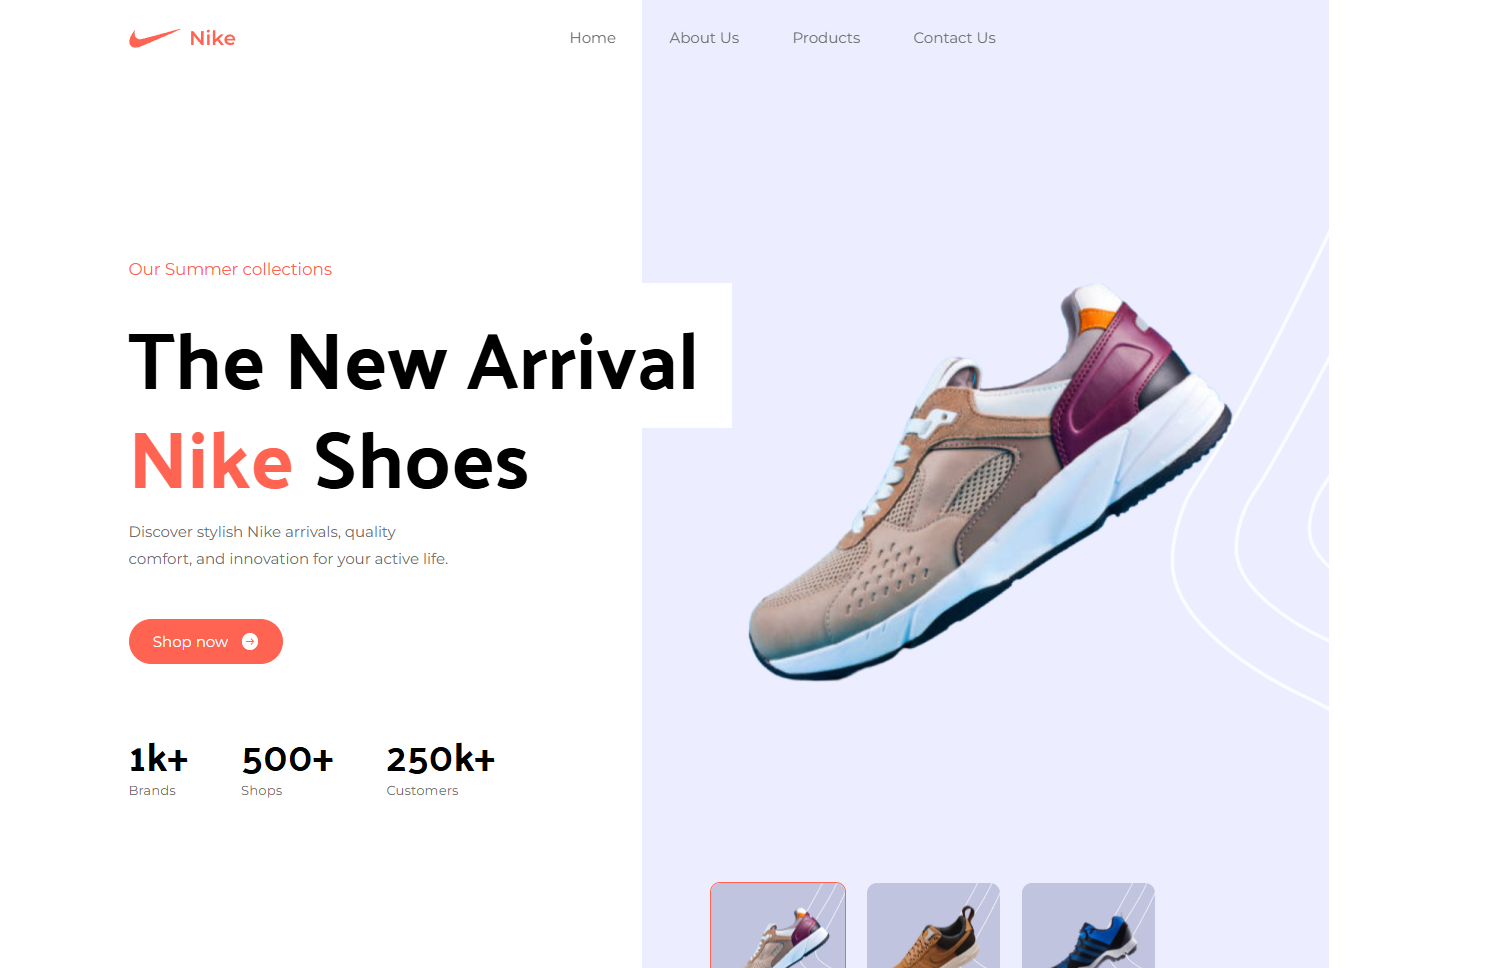 Nike
Home
About Us
Products
Contact Us
Our Summer collections
The New Arrival
Nike Shoes
Discover stylish Nike arrivals, quality
comfort, and innovation for your active life.
Shop now
1k+
Brands
500+
Shops
250k+
Customers